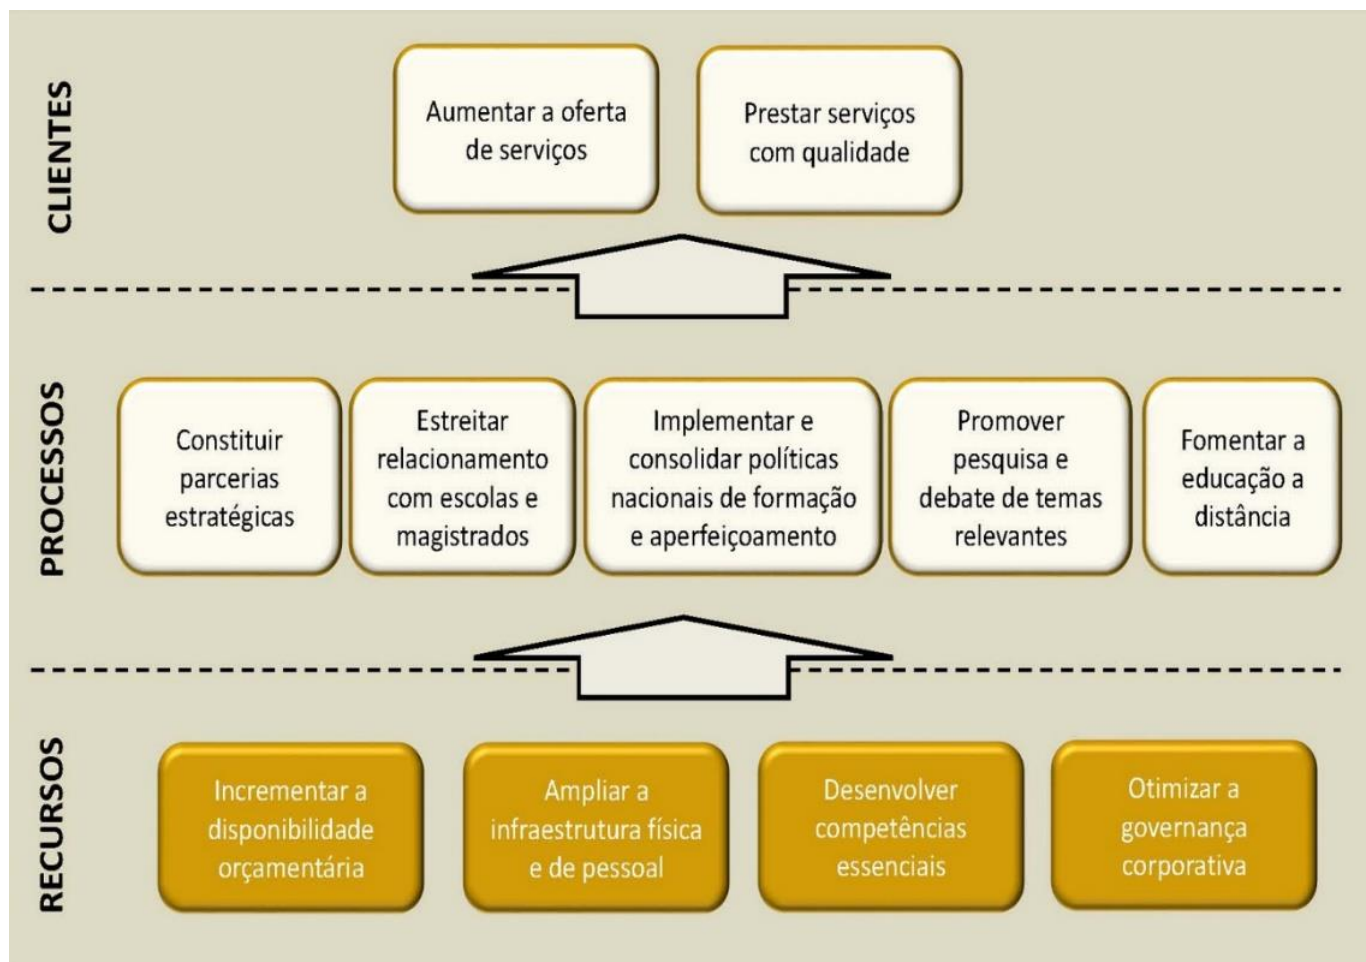 CLIENTES
Aumentar a oferta
de serviços
Prestar serviços
com qualidade
PROCESSOS
Constituir
parcerias
estratégicas
Estreitar
relacionamento
com escolas e
magistrados
Implementar e
consolidar políticas
nacionais de formação
e aperfeiçoamento
Promover
pesquisa e
debate de temas
relevantes
Fomentar a
educação a
distância
RECURSOS
Incrementar a
disponibilidade
orçamentária
Ampliar a
infraestrutura física
e de pessoal
Desenvolver
competências
essenciais
Otimizar a
governança
corporativa